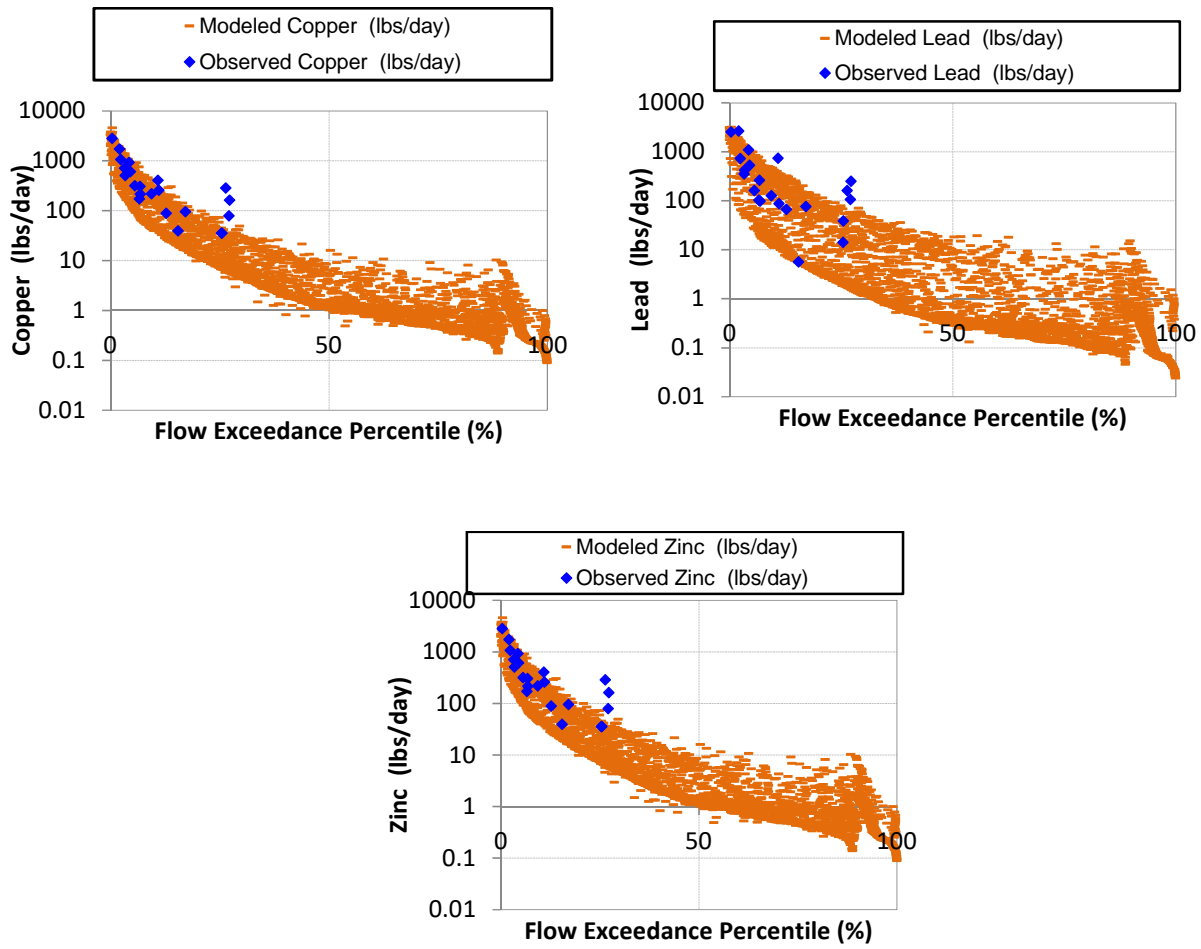 Modeled Copper (lbs/day)
Observed Copper (lbs/day)
10000
1000
100
10
1
0.1
0.01
0
50
100
Copper (lbs/day)
Flow Exceedance Percentile (%)
Modeled Lead (lbs/day)
Observed Lead (lbs/day)
10000
1000
100
10
1
0.1
0.01
0
50
100
Lead (lbs/day)
Flow Exceedance Percentile (%)
Modeled Zinc (lbs/day)
Observed Zinc (lbs/day)
10000
1000
100
10
1
0.1
0.01
0
50
100
Zinc (lbs/day)
Flow Exceedance Percentile (%)